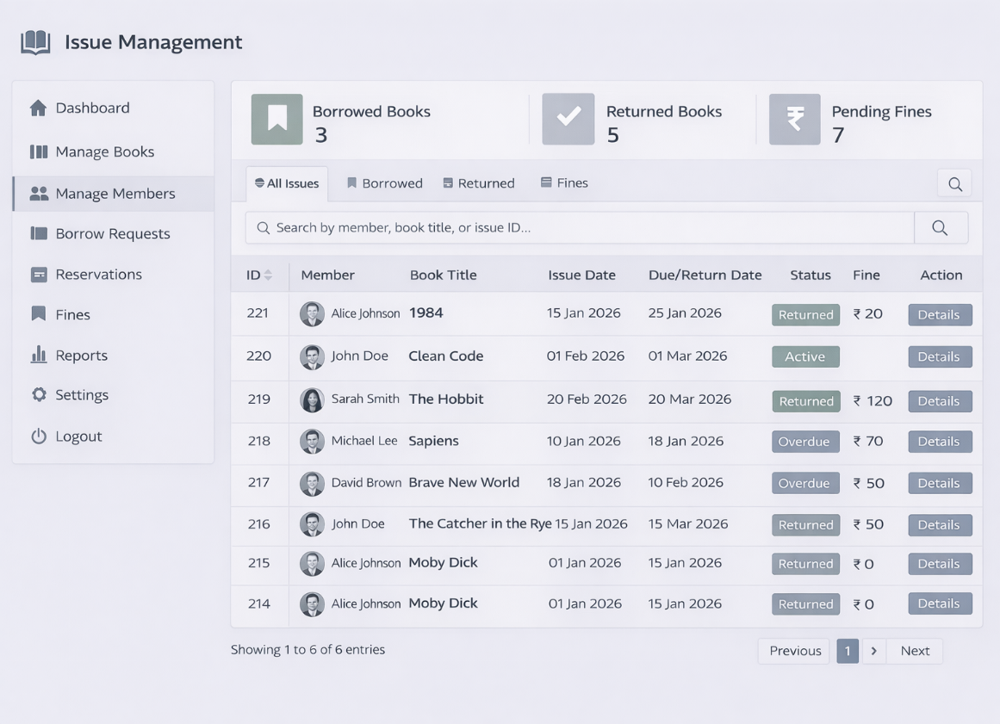 Issue Management
Dashboard
Manage Books
Manage Members
Borrow Requests
Reservations
Fines
Reports
Settings
Logout
Borrowed Books
3
Returned Books
5
Pending Fines
₹
7
All Issues Borrowed Returned Fines
Search by member, book title, or issue ID...
ID Member Book Title Issue Date Due/Return Date Status Fine Action
221 Alice Johnson 1984 15 Jan 2026 25 Jan 2026 Returned ₹ 20 Details
220 John Doe Clean Code 01 Feb 2026 01 Mar 2026 Active Details
219 Sarah Smith The Hobbit 20 Feb 2026 20 Mar 2026 Returned ₹ 120 Details
218 Michael Lee Sapiens 10 Jan 2026 18 Jan 2026 Overdue ₹ 70 Details
217 David Brown Brave New World 18 Jan 2026 10 Feb 2026 Overdue ₹ 50 Details
216 John Doe The Catcher in the Rye 15 Jan 2026 15 Mar 2026 Returned ₹ 50 Details
215 Alice Johnson Moby Dick 01 Jan 2026 15 Jan 2026 Returned ₹ 0 Details
214 Alice Johnson Moby Dick 01 Jan 2026 15 Jan 2026 Returned ₹ 0 Details
Showing 1 to 6 of 6 entries
Previous 1 › Next